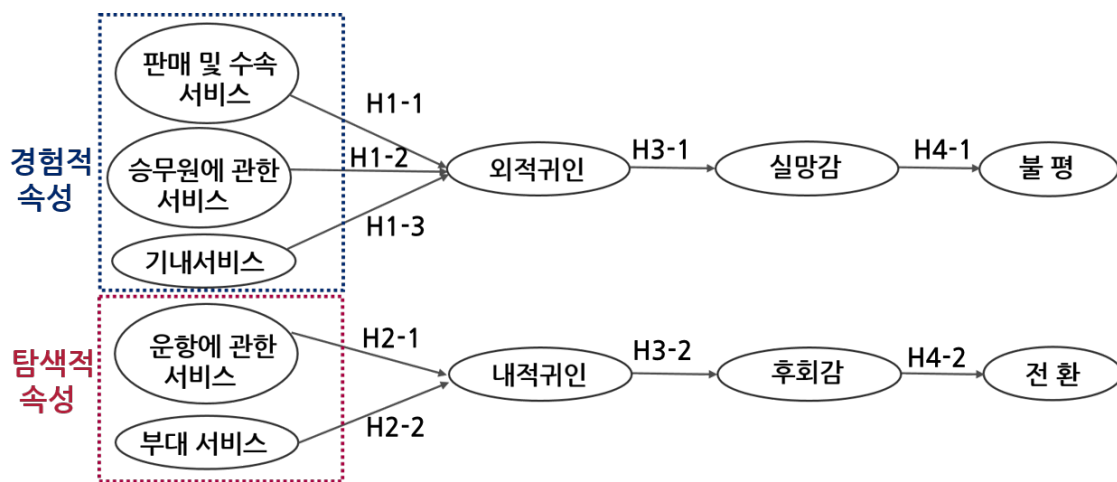 판매 및 수속
서비스
H1-1
경험적
속성
승무원에 관한
서비스
H1-2
외적귀인
H3-1
실망감
H4-1
불 평
기내서비스
H1-3
탐색적
속성
운항에 관한
서비스
H2-1
내적귀인
H3-2
후회감
H4-2
전 환
부대 서비스
H2-2